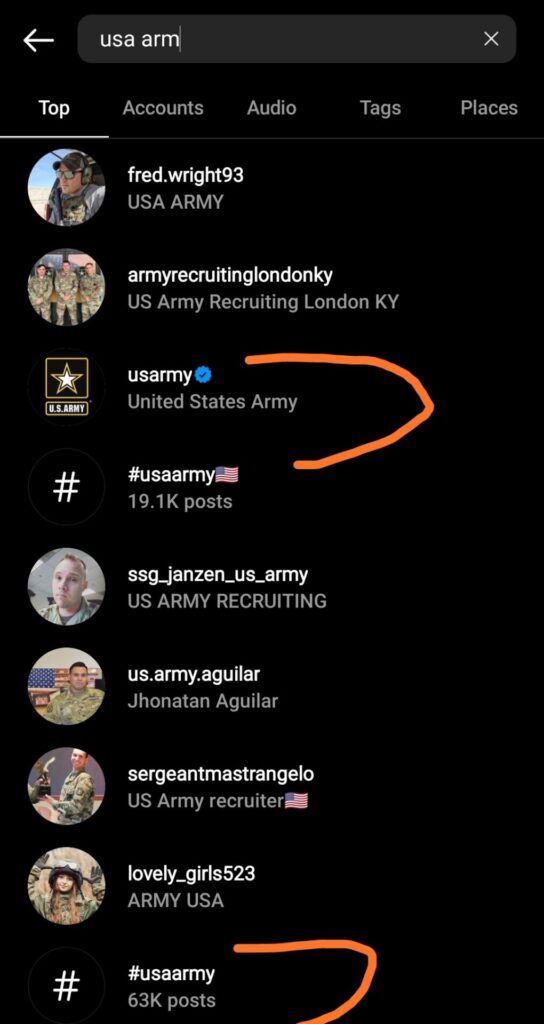 usa arm
Top Accounts Audio Tags Places
fred.wright93
USA ARMY
armyrecruitinglondonky
US Army Recruiting London KY
usarmy
United States Army
U.S.ARMY
#usaarmy🇺🇸
19.1K posts
ssg_janzen_us_army
US ARMY RECRUITING
us.army.aguilar
Jhonatan Aguilar
sergeantmastrangelo
US Army recruiter🇺🇸
lovely_girls523
ARMY USA
#usaarmy
63K posts